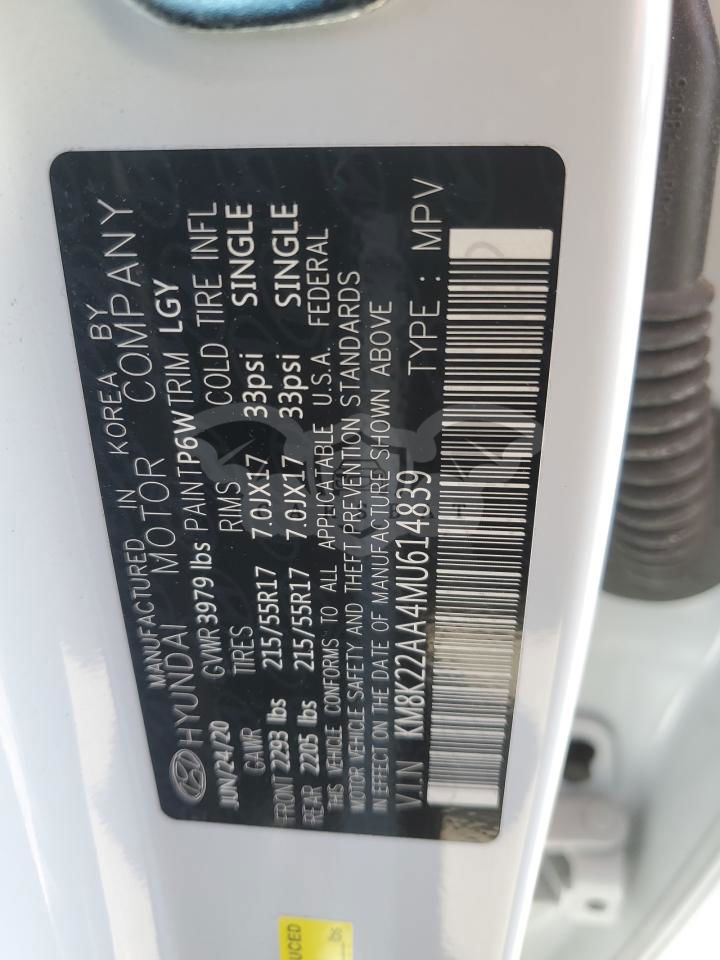 MANUFACTURED IN KOREA BY
HYUNDAI MOTOR COMPANY
JUN/24/20 GVWR 3979 lbs PAINT P6W TRIM LGY
GAWR TIRES RIMS COLD TIRE INFL
FRONT 2293 lbs 215/55R17 7.0JX17 33psi SINGLE
REAR 2205 lbs 215/55R17 7.0JX17 33psi SINGLE
THIS VEHICLE CONFORMS TO ALL APPLICATABLE U.S.A. FEDERAL
MOTOR VEHICLE SAFETY AND THEFT PREVENTION STANDARDS
IN EFFECT ON THE DATE OF MANUFACTURE SHOWN ABOVE
V.I.N KM8K22AA4MU614839 TYPE : MPV
UCED
lbs